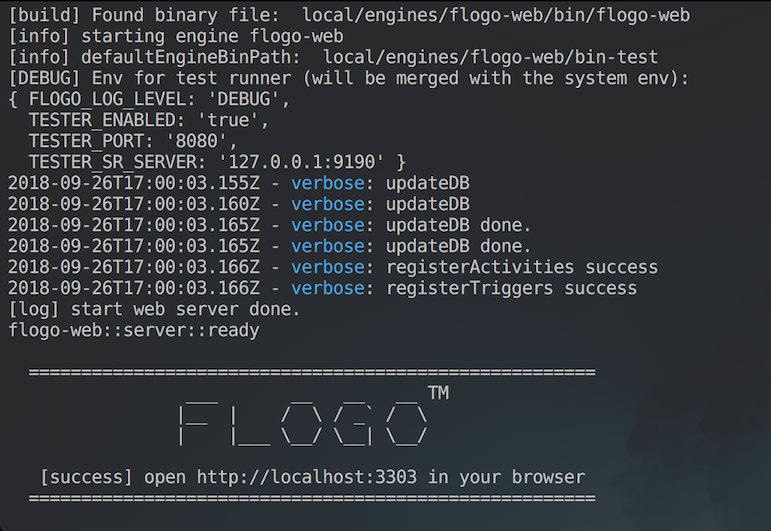 [build] Found binary file:  local/engines/flogo-web/bin/flogo-web
[info] starting engine flogo-web
[info] defaultEngineBinPath:  local/engines/flogo-web/bin-test
[DEBUG] Env for test runner (will be merged with the system env):
{ FLOGO_LOG_LEVEL: 'DEBUG',
  TESTER_ENABLED: 'true',
  TESTER_PORT: '8080',
  TESTER_SR_SERVER: '127.0.0.1:9190' }
2018-09-26T17:00:03.155Z - verbose: updateDB
2018-09-26T17:00:03.160Z - verbose: updateDB
2018-09-26T17:00:03.165Z - verbose: updateDB done.
2018-09-26T17:00:03.165Z - verbose: updateDB done.
2018-09-26T17:00:03.166Z - verbose: registerActivities success
2018-09-26T17:00:03.166Z - verbose: registerTriggers success
[log] start web server done.
flogo-web::server::ready
======================================================
FLOGO TM
[success] open http://localhost:3303 in your browser
======================================================